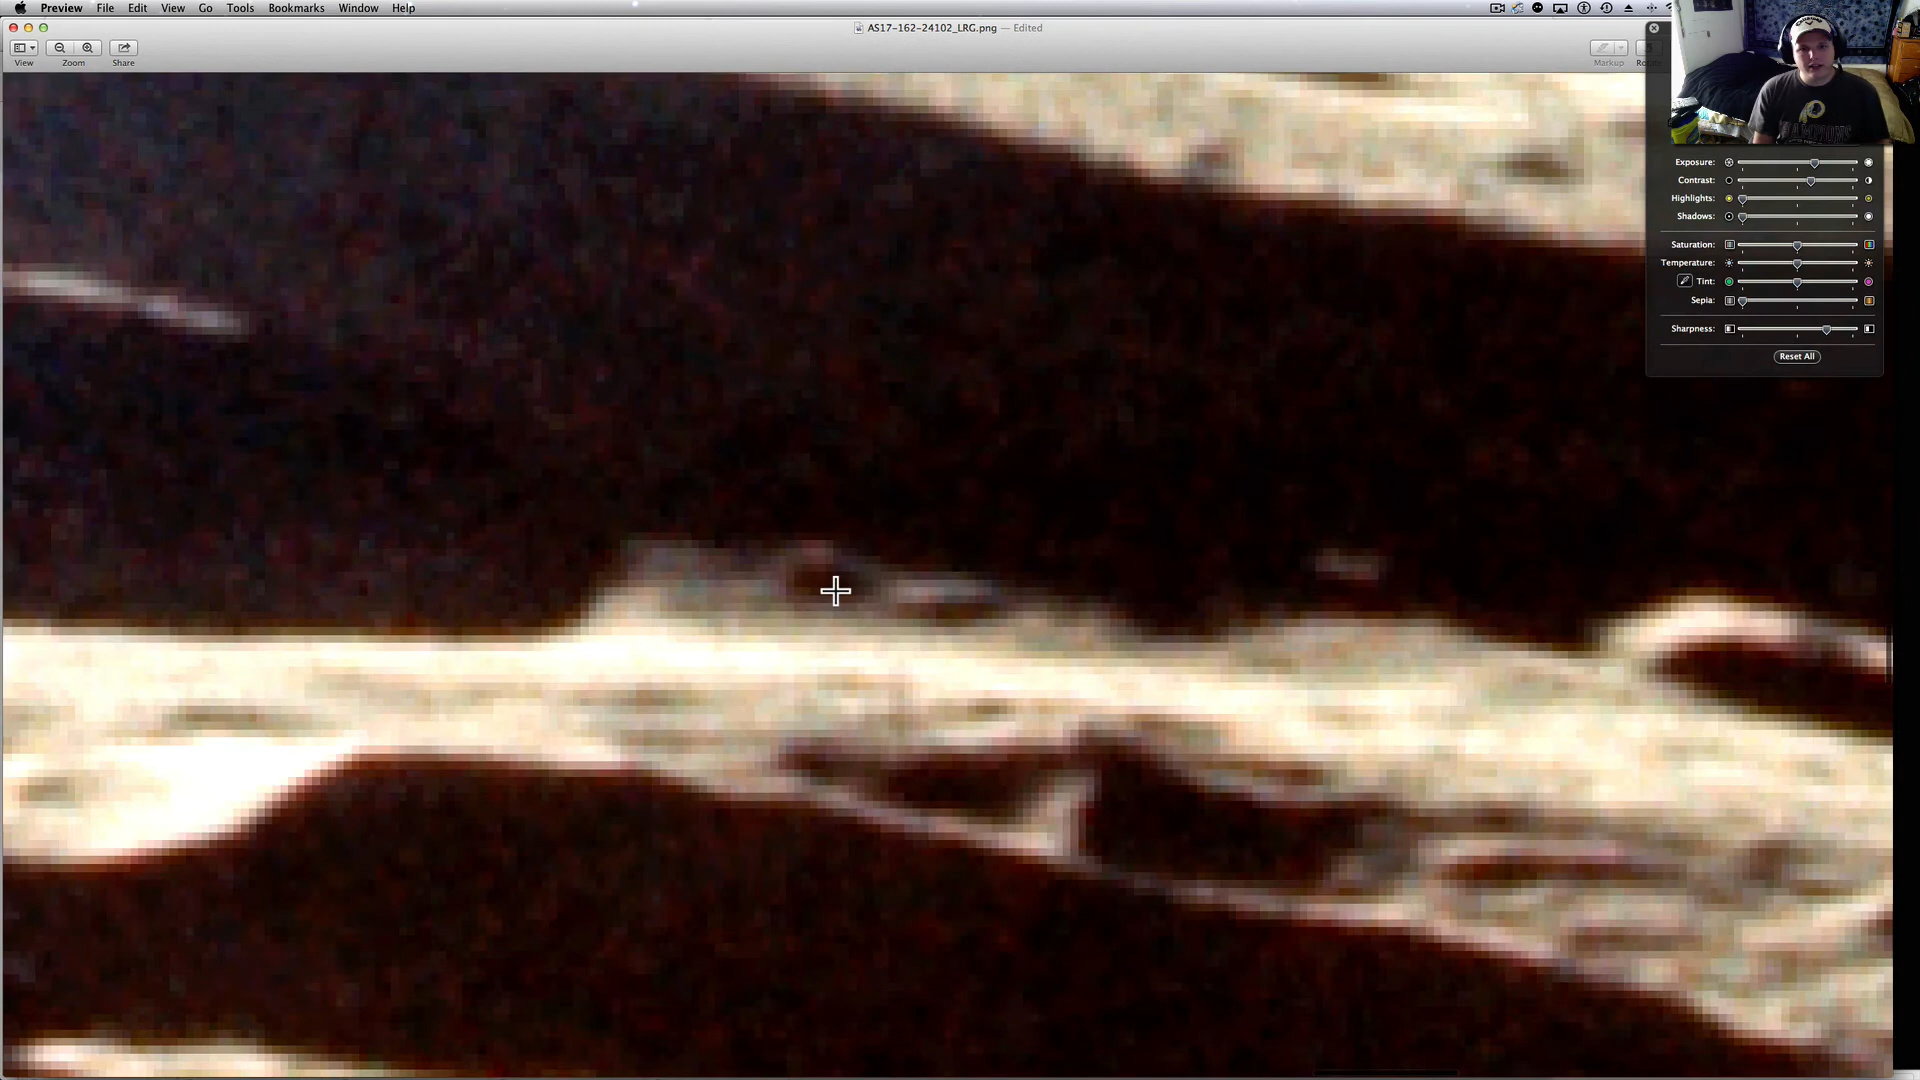 Preview File Edit View Go Tools Bookmarks Window Help
AS17-162-24102_LRG.png — Edited
View Zoom Share Markup
Exposure:
Contrast:
Highlights:
Shadows:
Saturation:
Temperature:
Tint:
Sepia:
Sharpness:
Reset All
CHAMPIONS